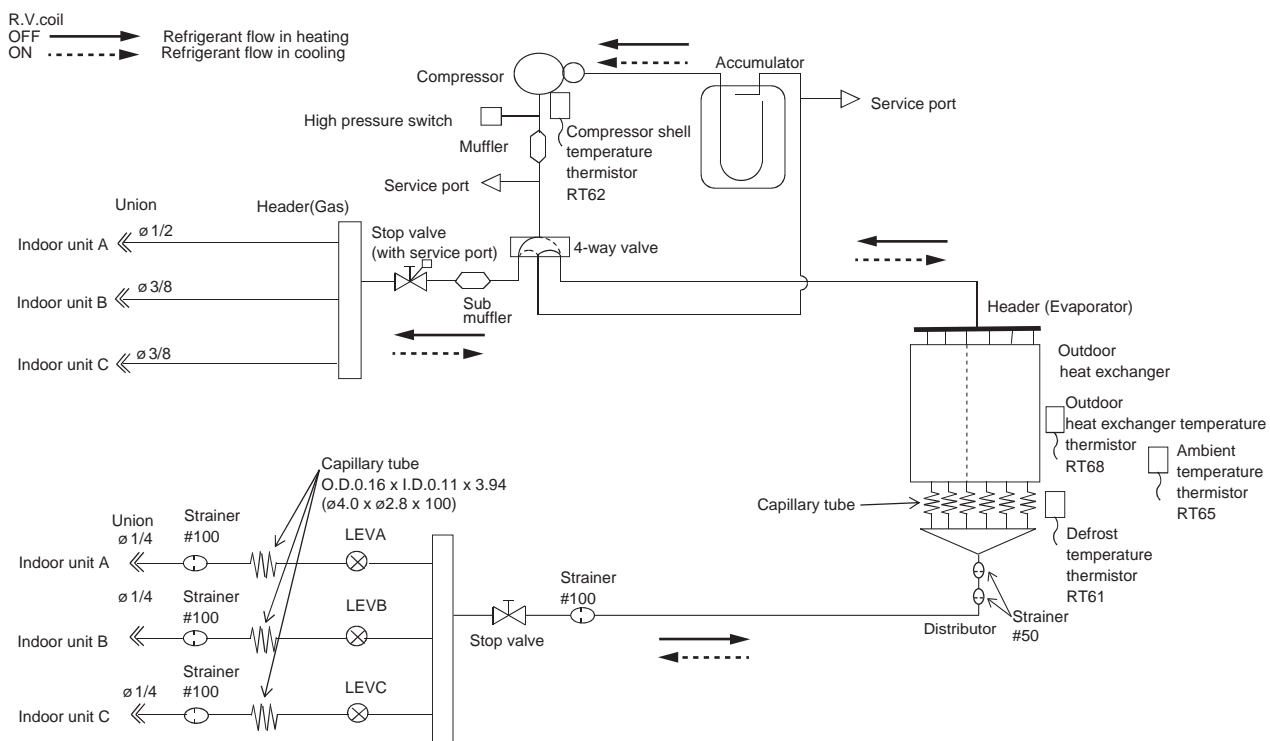 R.V.coil
OFF Refrigerant flow in heating
ON Refrigerant flow in cooling
Compressor
Accumulator
Service port
High pressure switch
Muffler
Compressor shell
temperature
thermistor
RT62
Service port
Union
Header(Gas)
Stop valve
(with service port)
4-way valve
Indoor unit A
ø 1/2
Indoor unit B
ø 3/8
Indoor unit C
ø 3/8
Sub
muffler
Header (Evaporator)
Outdoor
heat exchanger
Outdoor
heat exchanger temperature
thermistor
RT68
Ambient
temperature
thermistor
RT65
Capillary tube
Defrost
temperature
thermistor
RT61
Capillary tube
O.D.0.16 x I.D.0.11 x 3.94
(ø4.0 x ø2.8 x 100)
Union
ø 1/4
Strainer
#100
LEVA
Indoor unit A
ø 1/4
Strainer
#100
LEVB
Indoor unit B
ø 1/4
Strainer
#100
LEVC
Indoor unit C
Stop valve
Strainer
#100
Distributor
Strainer
#50